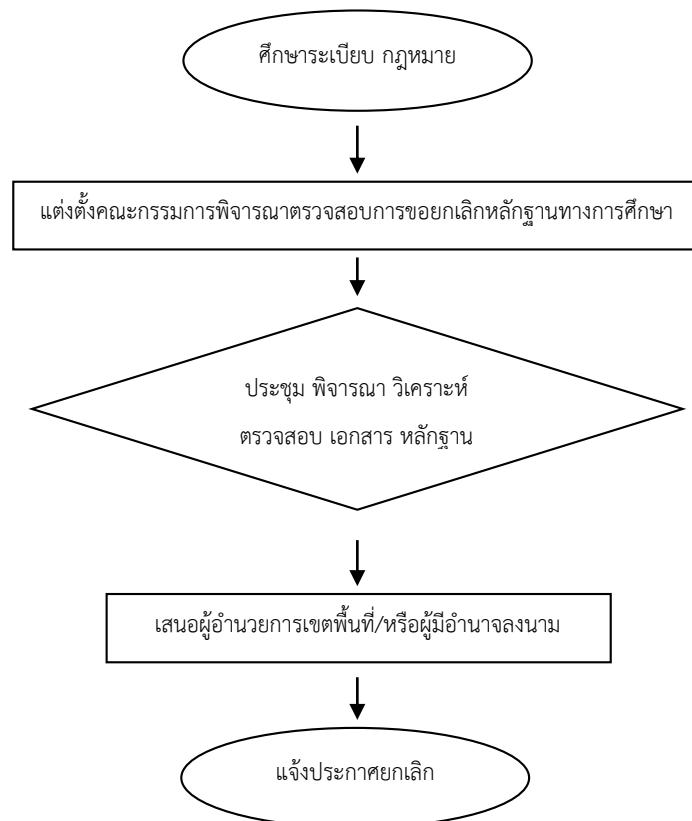 ศึกษาระเบียบ กฎหมาย
แต่งตั้งคณะกรรมการพิจารณาตรวจสอบการขอยกเลิกหลักฐานทางการศึกษา
ประชุม พิจารณา วิเคราะห์
ตรวจสอบ เอกสาร หลักฐาน
เสนอผู้อำนวยการเขตพื้นที่/หรือผู้มีอำนาจลงนาม
แจ้งประกาศยกเลิก